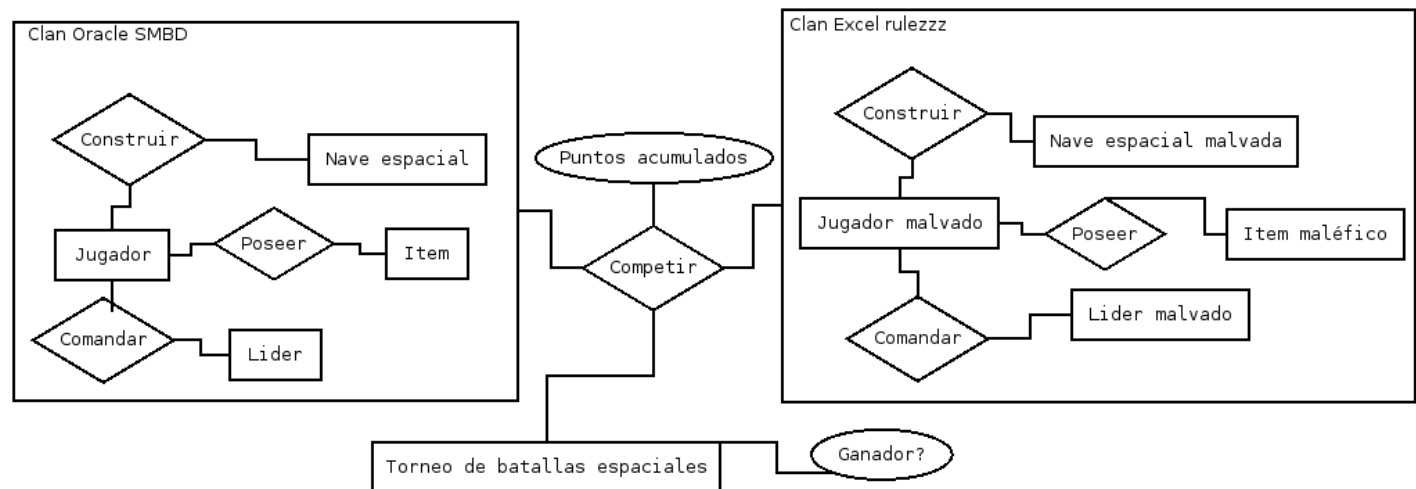 Clan Oracle SMBD
Construir
Nave espacial
Jugador
Poseer
Item
Comandar
Lider
Puntos acumulados
Competir
Torneo de batallas espaciales
Ganador?
Clan Excel rulezzz
Construir
Nave espacial malvada
Jugador malvado
Poseer
Item maléfico
Comandar
Lider malvado